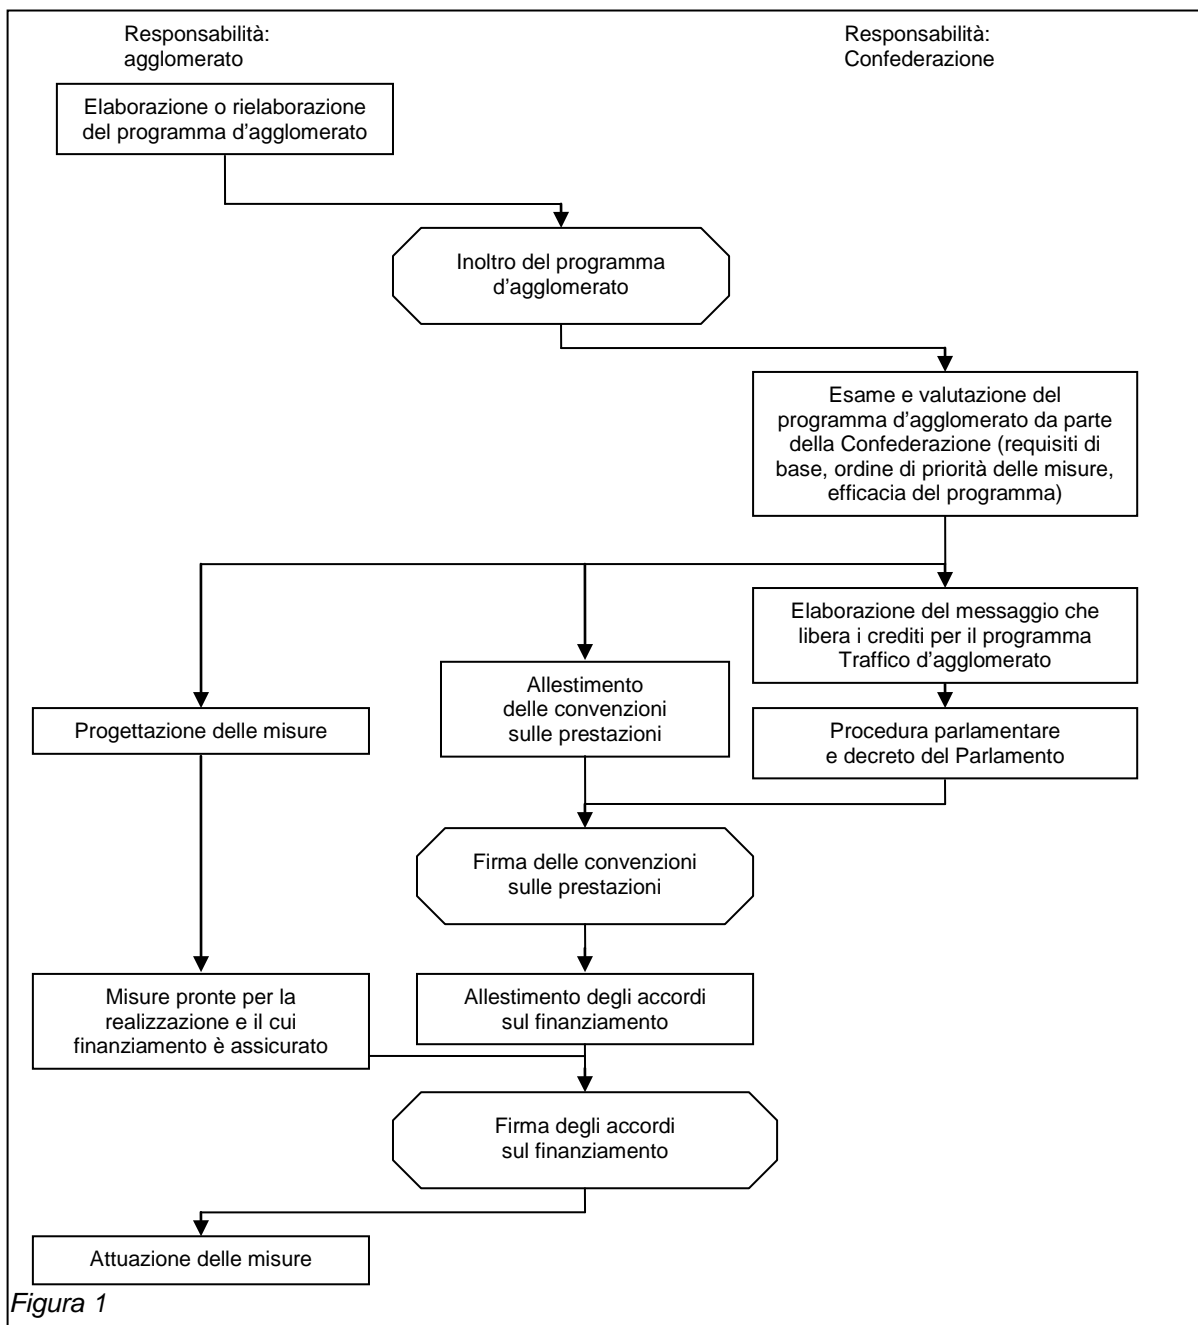 Responsabilità:
agglomerato
Responsabilità:
Confederazione
Elaborazione o rielaborazione
del programma d'agglomerato
Inoltro del programma
d'agglomerato
Esame e valutazione del
programma d'agglomerato da parte
della Confederazione (requisiti di
base, ordine di priorità delle misure,
efficacia del programma)
Elaborazione del messaggio che
libera i crediti per il programma
Traffico d'agglomerato
Allestimento
delle convenzioni
sulle prestazioni
Progettazione delle misure
Procedura parlamentare
e decreto del Parlamento
Firma delle convenzioni
sulle prestazioni
Misure pronte per la
realizzazione e il cui
finanziamento è assicurato
Allestimento degli accordi
sul finanziamento
Firma degli accordi
sul finanziamento
Attuazione delle misure
Figura 1